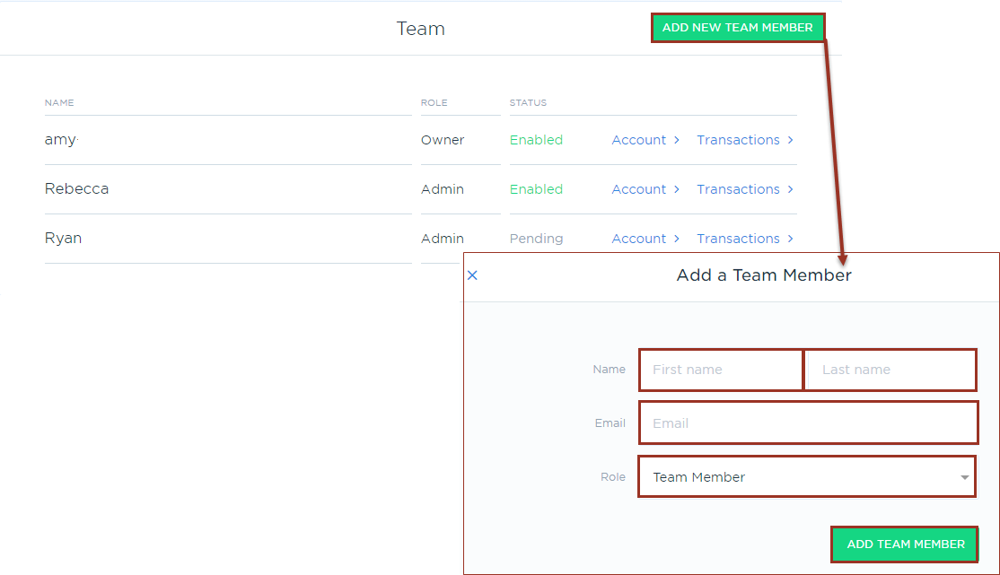 Team ADD NEW TEAM MEMBER
NAME ROLE STATUS
amy Owner Enabled Account > Transactions >
Rebecca Admin Enabled Account > Transactions >
Ryan Admin Pending Account > Transactions >
Add a Team Member
Name First name Last name
Email Email
Role Team Member
ADD TEAM MEMBER